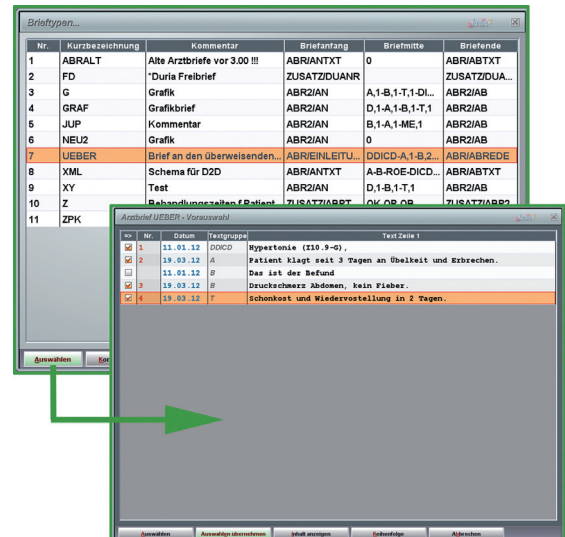 Brieftypen...
Nr. Kurzbezeichnung Kommentar Briefanfang Briefmitte Briefende
1 ABRALT Alte Arztbriefe vor 3.00 !!! ABR/ANTXT 0 ABR/ABTXT
2 FD *Duria Freibrief ZUSATZ/DUANR ZUSATZ/DUA...
3 G Grafik ABR2/AN A,1-B,1-T,1-DI... ABR2/AB
4 GRAF Grafikbrief ABR2/AN D,1-A,1-B,1-T,1 ABR2/AB
5 JUP Kommentar ABR2/AN B,1-A,1-ME,1 ABR2/AB
6 NEU2 Grafik ABR2/AN 0 ABR2/AB
7 UEBER Brief an den überweisenden... ABR/EINLEITU... DDICD-A,1-B,2... ABR/ABREDE
8 XML Schema für D2D ABR/ANTXT A-B-ROE-DICD... ABR/ABTXT
9 XY Test ABR2/AN D,1-B,1-T,1 ABR2/AB
10 Z Behandlungszeiten f.Patient
11 ZPK
Auswählen
Arztbrief UEBER - Vorauswahl
=> Nr. Datum Textgruppe Text Zeile 1
1 11.01.12 DDICD Hypertonie (I10.9-G),
2 19.03.12 A Patient klagt seit 3 Tagen an Übelkeit und Erbrechen.
11.01.12 B Das ist der Befund
3 19.03.12 B Druckschmerz Abdomen, kein Fieber.
4 19.03.12 T Schonkost und Wiedervostellung in 2 Tagen.
Auswählen Auswahlen übernehmen Inhalt anzeigen Reihenfolge Abbrechen